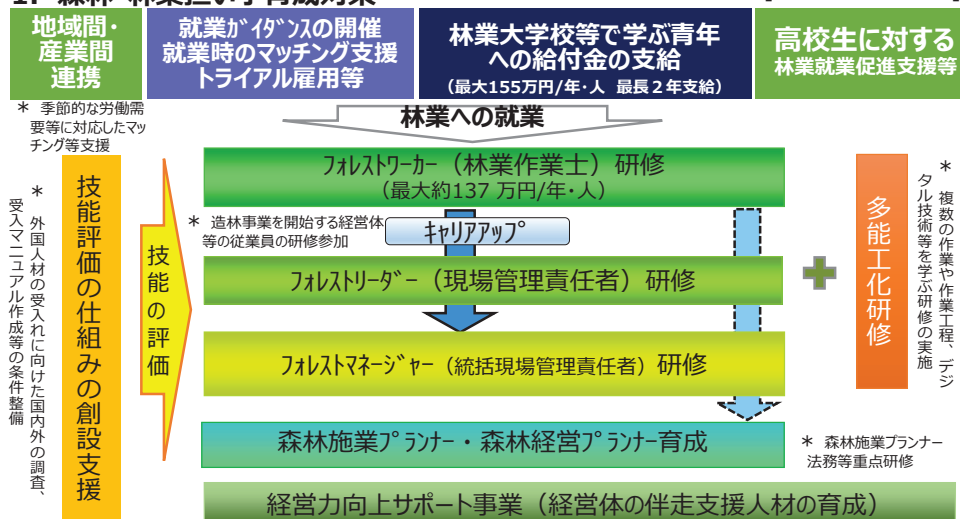 1. 森林・林業担い手育成対策
地域間・
産業間
連携
就業ｶﾞｲﾀﾞﾝｽの開催
就業時のマッチング支援
トライアル雇用等
林業大学校等で学ぶ青年
への給付金の支給
（最大155万円/年・人 最長２年支給）
高校生に対する
林業就業促進支援等
＊ 季節的な労働需
要等に対応したマッ
チング等支援
林業への就業
フォレストワーカー（林業作業士）研修
（最大約137 万円/年・人）
＊ 造林事業を開始する経営体
等の従業員の研修参加
ｷｬﾘｱｱｯﾌﾟ
フォレストリーダー（現場管理責任者）研修
フォレストマネージャー（統括現場管理責任者）研修
森林施業プランナー・森林経営プランナー育成
経営力向上サポート事業（経営体の伴走支援人材の育成）
技能の評価
技能評価の仕組みの創設支援
＊ 外国人材の受入れに向けた国内外の調査、
受入マニュアル作成等の条件整備
多能工化研修
＊ 複数の作業や作業工程、デジ
タル技術等を学ぶ研修の実施
＊ 森林施業プランナー
法務等重点研修